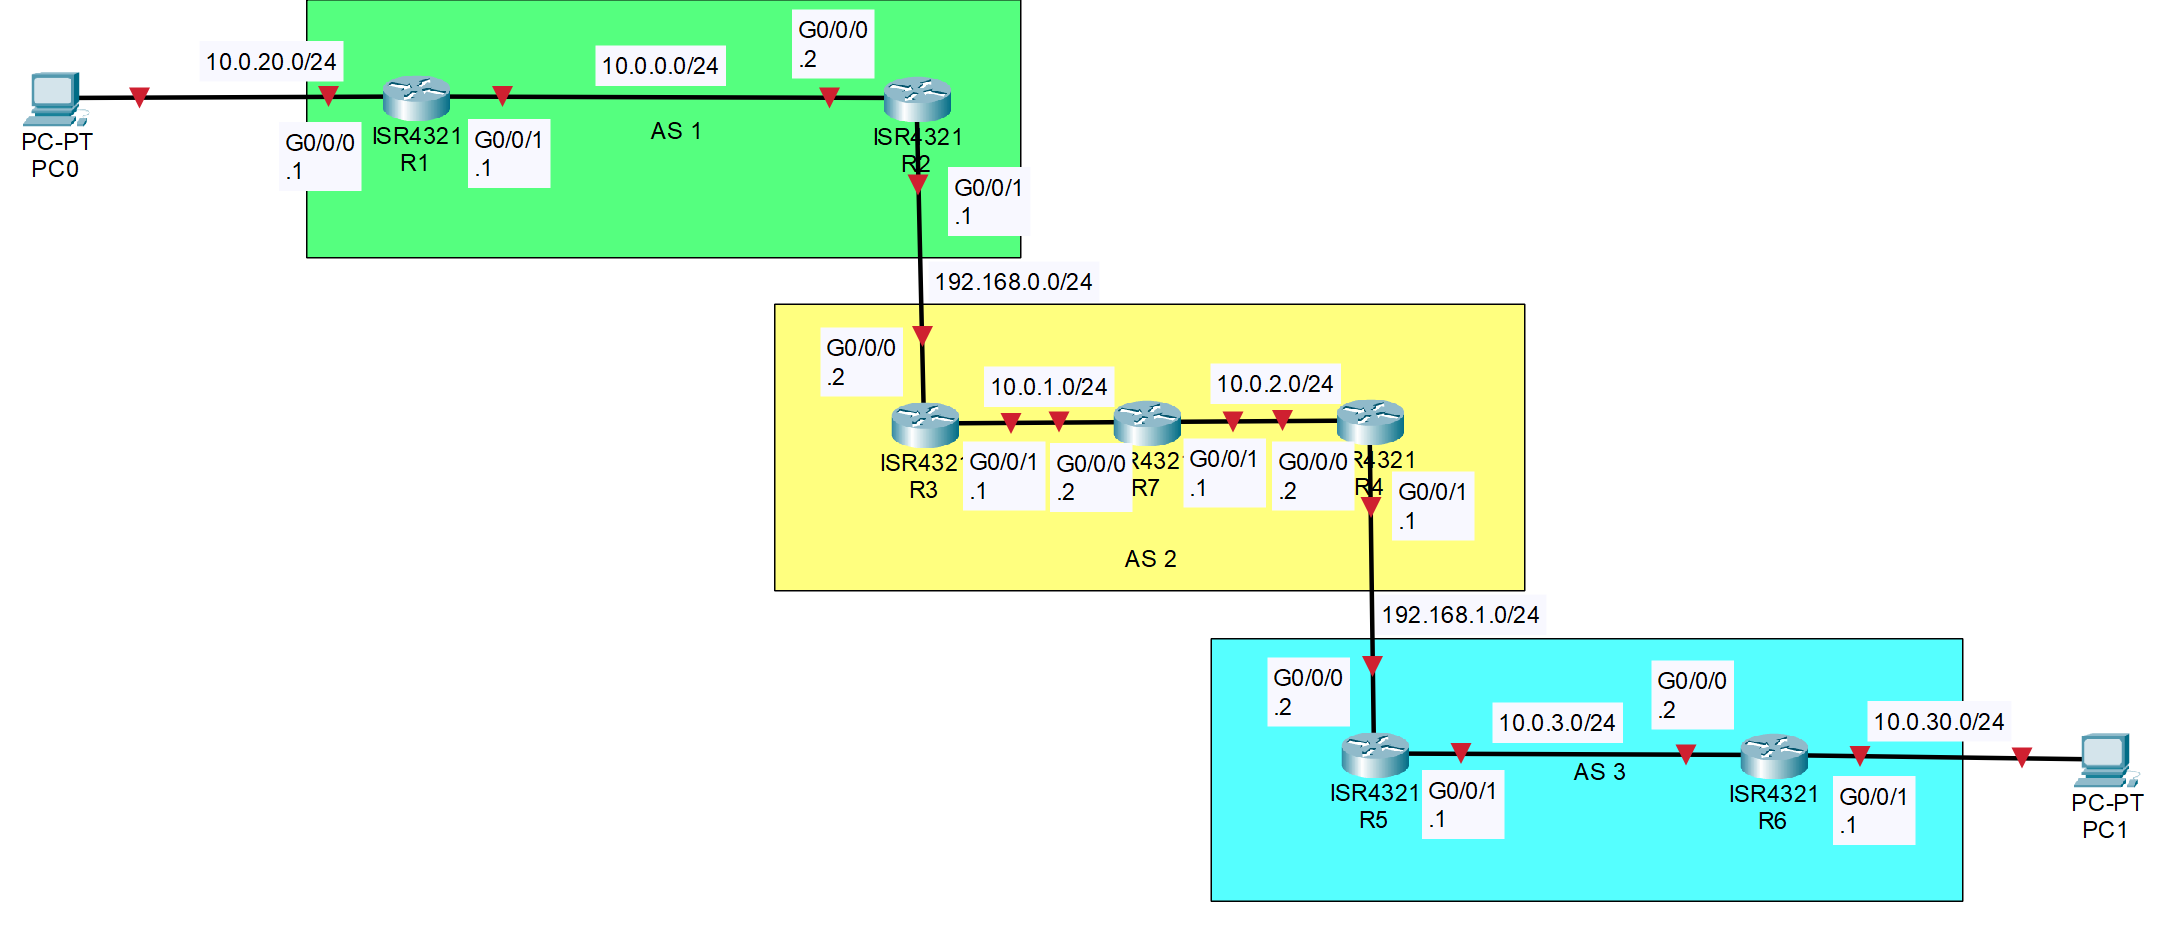 10.0.20.0/24
PC-PT
PC0
G0/0/0
.1
ISR4321
R1
G0/0/1
.1
10.0.0.0/24
AS 1
G0/0/0
.2
ISR4321
R2
G0/0/1
.1
192.168.0.0/24
G0/0/0
.2
10.0.1.0/24
10.0.2.0/24
ISR432
R3
G0/0/1
.1
G0/0/0
.2
R432
R7
G0/0/1
.1
G0/0/0
.2
R4321
R4
G0/0/1
.1
AS 2
192.168.1.0/24
G0/0/0
.2
ISR4321
R5
G0/0/1
.1
10.0.3.0/24
AS 3
G0/0/0
.2
ISR4321
R6
10.0.30.0/24
G0/0/1
.1
PC-PT
PC1